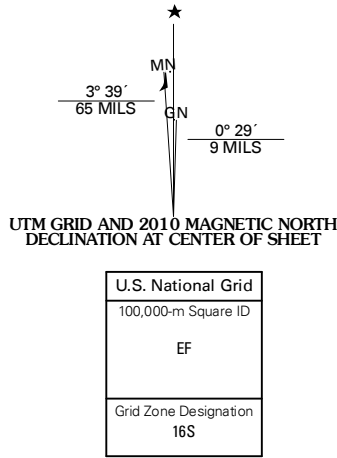 MN
3° 39´
65 MILS
GN
0° 29´
9 MILS
UTM GRID AND 2010 MAGNETIC NORTH
DECLINATION AT CENTER OF SHEET
U.S. National Grid
100,000-m Square ID
EF
Grid Zone Designation
16S